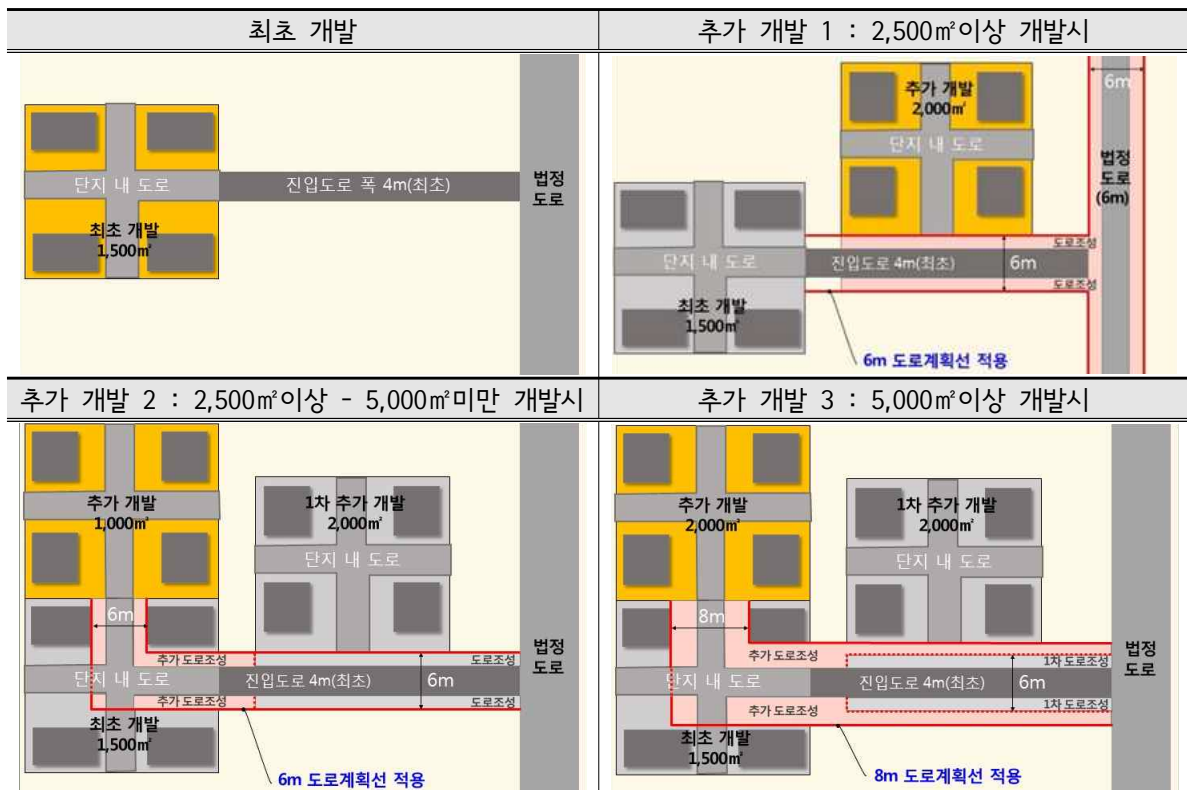 최초 개발
추가 개발 1 : 2,500㎡이상 개발시
단지 내 도로
진입도로 폭 4m(최초)
법정
도로
최초 개발
1,500㎡
6m
추가 개발
2,000㎡
단지 내 도로
법정
도로
(6m)
도로조성
단지 내 도로
진입도로 4m(최초)
6m
도로조성
최초 개발
1,500㎡
6m 도로계획선 적용
추가 개발 2 : 2,500㎡이상 - 5,000㎡미만 개발시
추가 개발 3 : 5,000㎡이상 개발시
추가 개발
1,000㎡
1차 추가 개발
2,000㎡
단지 내 도로
6m
법정
도로
추가 도로조성
도로조성
단지 내 도로
진입도로 4m(최초)
6m
추가 도로조성
도로조성
최초 개발
1,500㎡
6m 도로계획선 적용
추가 개발
2,000㎡
1차 추가 개발
2,000㎡
단지 내 도로
8m
법정
도로
추가 도로조성
1차 도로조성
단지 내 도로
진입도로 4m(최초)
6m
추가 도로조성
1차 도로조성
최초 개발
1,500㎡
8m 도로계획선 적용